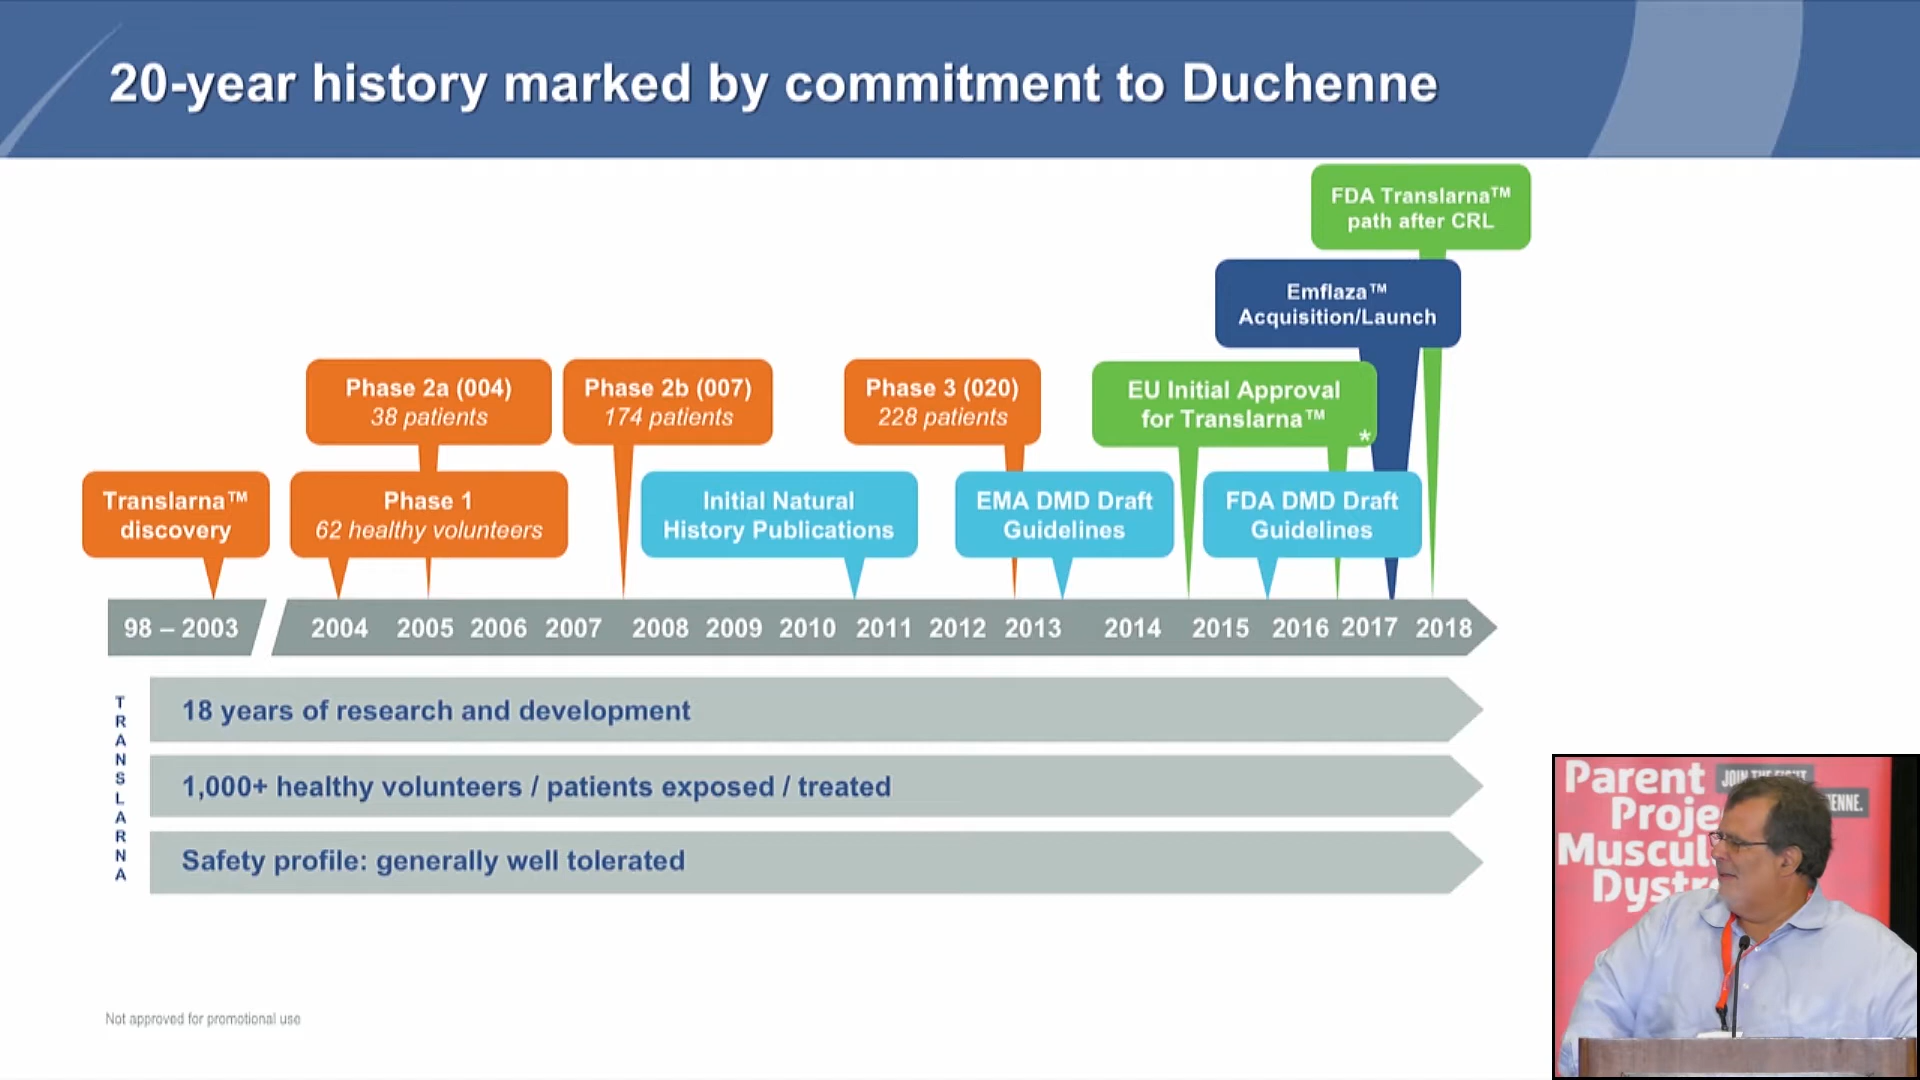 20-year history marked by commitment to Duchenne
FDA Translarna™
path after CRL
Emflaza™
Acquisition/Launch
Phase 2a (004)
38 patients
Phase 2b (007)
174 patients
Phase 3 (020)
228 patients
EU Initial Approval
for Translarna™
*
Translarna™
discovery
Phase 1
62 healthy volunteers
Initial Natural
History Publications
EMA DMD Draft
Guidelines
FDA DMD Draft
Guidelines
98 – 2003 2004 2005 2006 2007 2008 2009 2010 2011 2012 2013 2014 2015 2016 2017 2018
TRANSLARNA
18 years of research and development
1,000+ healthy volunteers / patients exposed / treated
Safety profile: generally well tolerated
Not approved for promotional use
Parent
Proje
Muscul
Dystr
JOIN THE FIGHT
ENNE.